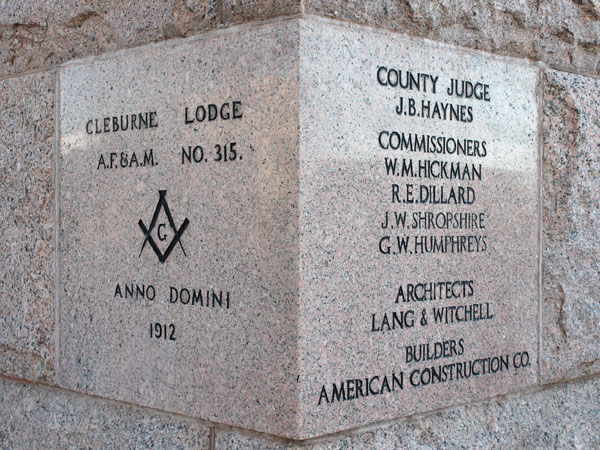 CLEBURNE LODGE
A.F.&A.M. NO. 315.
G
ANNO DOMINI
1912
COUNTY JUDGE
J.B.HAYNES
COMMISSIONERS
W.M.HICKMAN
R.E.DILLARD
J.W.SHROPSHIRE
G.W.HUMPHREYS
ARCHITECTS
LANG & WITCHELL
BUILDERS
AMERICAN CONSTRUCTION CO.